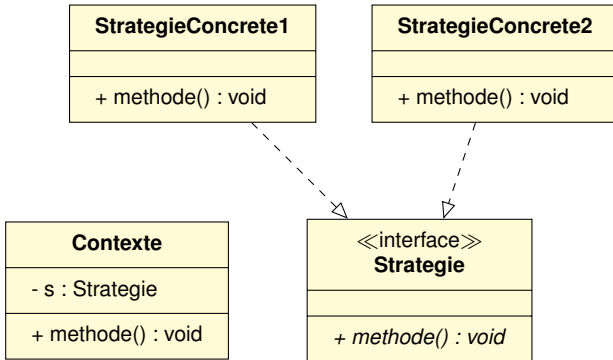 StrategieConcrete1
+ methode() : void
StrategieConcrete2
+ methode() : void
Contexte
- s : Strategie
+ methode() : void
≪interface≫
Strategie
+ methode() : void